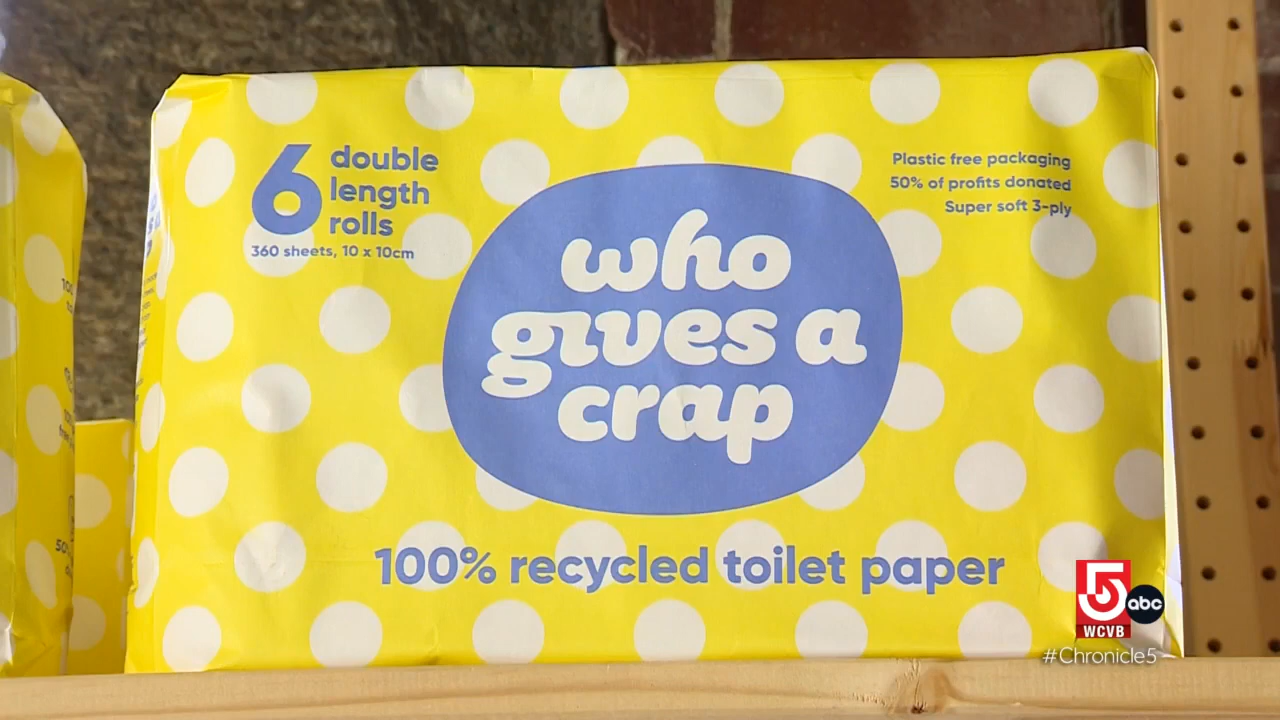 6 double
length
rolls
360 sheets, 10 x 10cm
Plastic free packaging
50% of profits donated
Super soft 3-ply
who
gives a
crap
100% recycled toilet paper
5 abc
WCVB
#Chronicle5